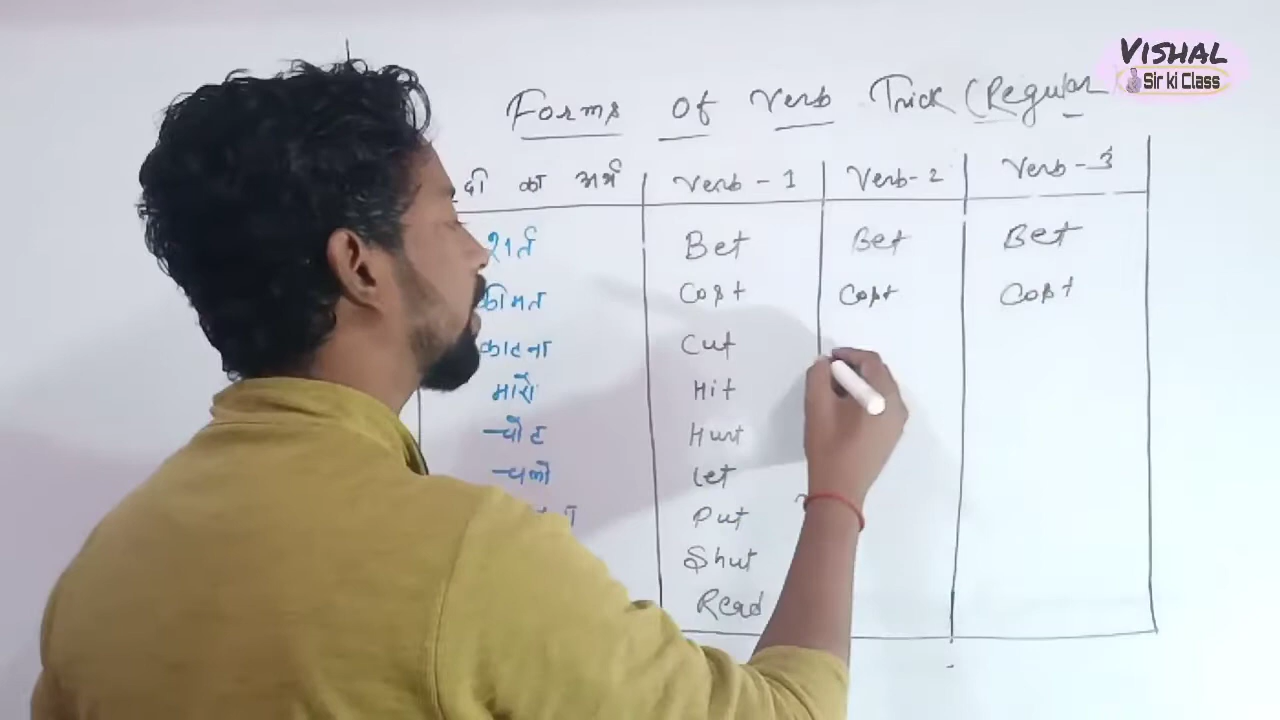 VISHAL
Sir ki Class
Forms Of Verb Trick (Regular
का अर्थ Verb - 1 Verb - 2 Verb - 3
शर्त Bet Bet Bet
कीमत Cost Cost Cost
काटना Cut
मारो Hit
चोट Hurt
चलो Let
Put
Shut
Read